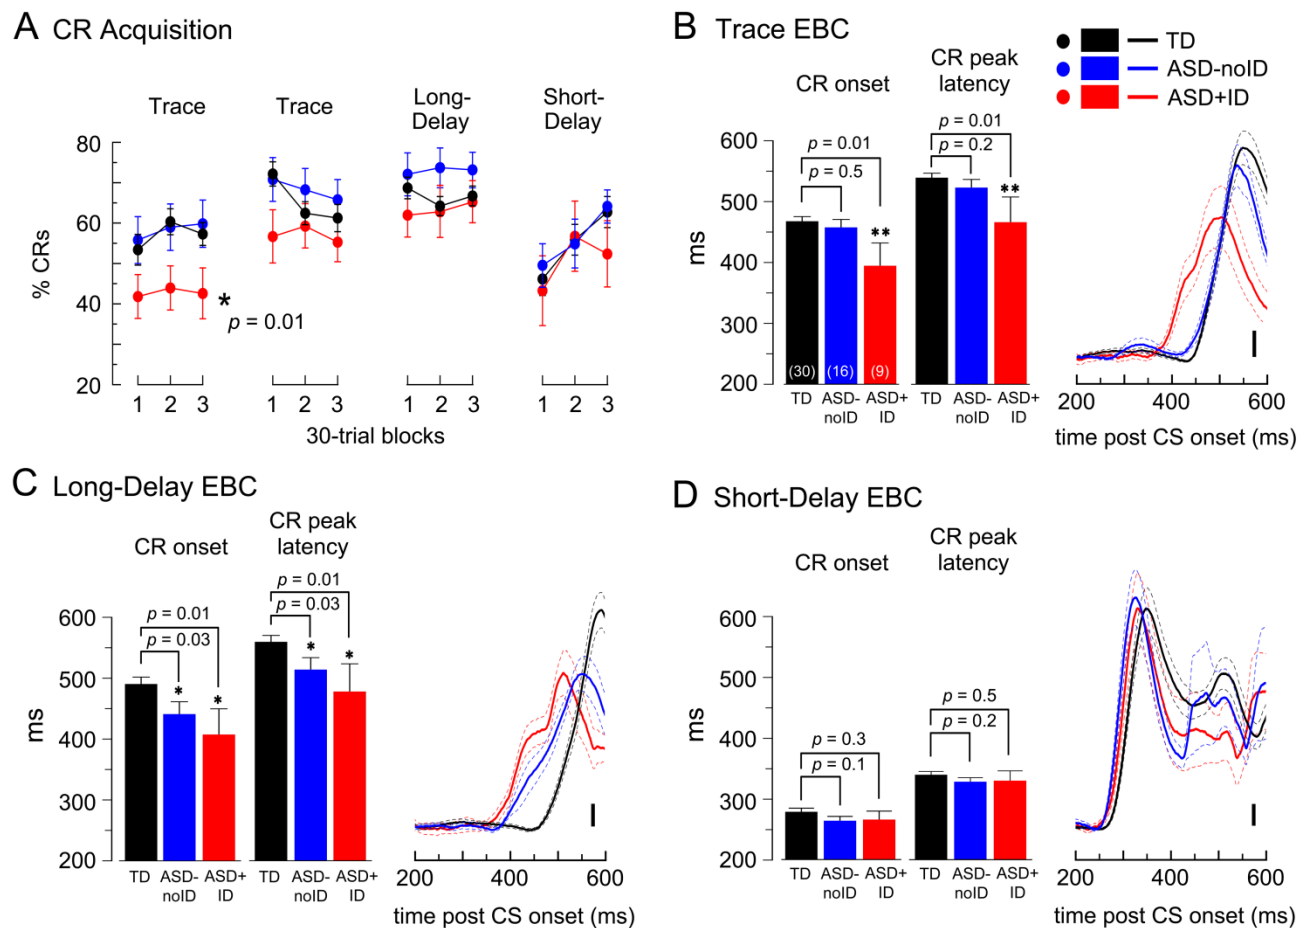 A CR Acquisition
Trace
Trace
Long-
Delay
Short-
Delay
80
60
40
20
% CRs
*
p = 0.01
1 2 3
1 2 3
1 2 3
1 2 3
30-trial blocks
B Trace EBC
TD
ASD-noID
ASD+ID
CR onset
CR peak
latency
p = 0.01
p = 0.5
p = 0.01
p = 0.2
600
500
400
300
200
ms
**
**
(30)
(16)
(9)
TD
ASD-
noID
ASD+
ID
TD
ASD-
noID
ASD+
ID
200 400 600
time post CS onset (ms)
C Long-Delay EBC
CR onset
CR peak
latency
p = 0.01
p = 0.03
p = 0.01
p = 0.03
600
500
400
300
200
ms
*
*
*
*
TD
ASD-
noID
ASD+
ID
TD
ASD-
noID
ASD+
ID
200 400 600
time post CS onset (ms)
D Short-Delay EBC
CR onset
CR peak
latency
p = 0.3
p = 0.1
p = 0.5
p = 0.2
600
500
400
300
200
ms
TD
ASD-
noID
ASD+
ID
TD
ASD-
noID
ASD+
ID
200 400 600
time post CS onset (ms)